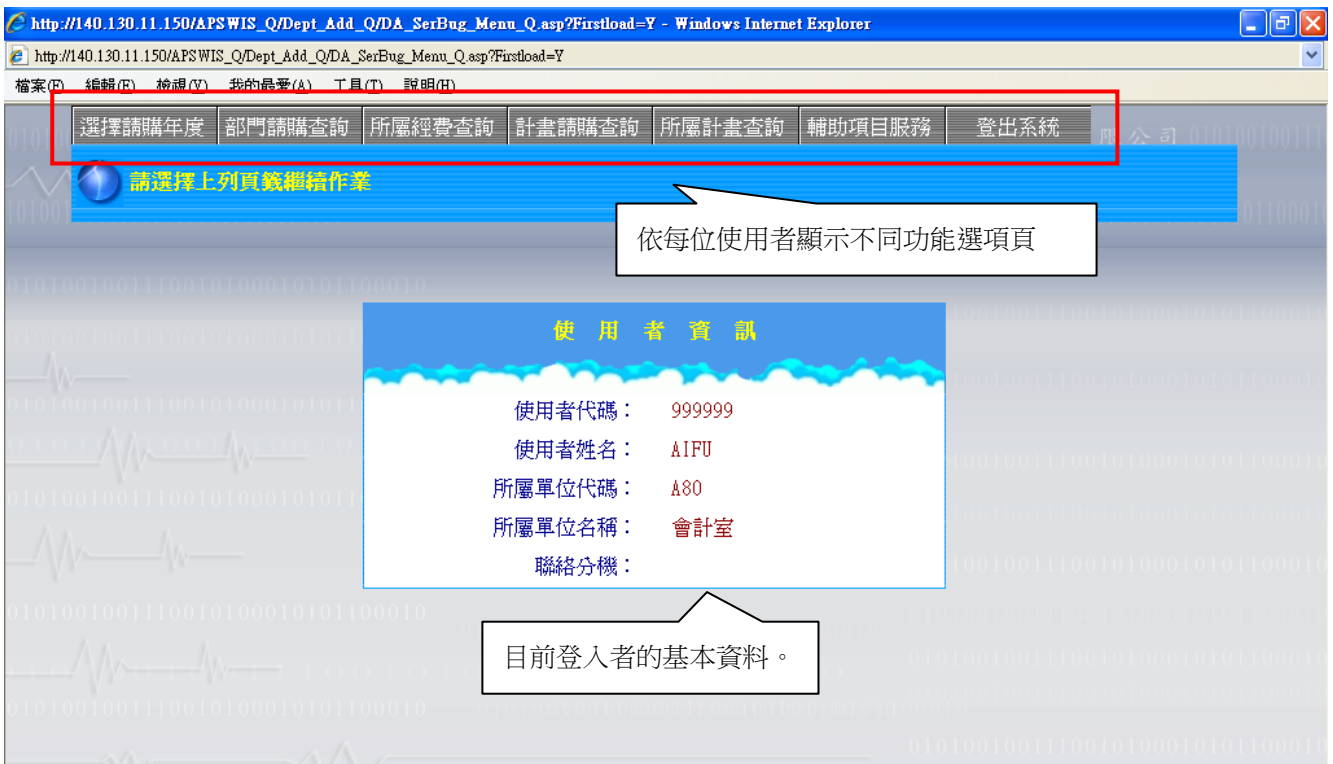 http://140.130.11.150/APSWIS_Q/Dept_Add_Q/DA_SerBug_Menu_Q.asp?Firstload=Y - Windows Internet Explorer
http://140.130.11.150/APSWIS_Q/Dept_Add_Q/DA_SerBug_Menu_Q.asp?Firstload=Y
檔案(F) 編輯(E) 檢視(V) 我的最愛(A) 工具(T) 說明(H)
選擇請購年度 部門請購查詢 所屬經費查詢 計畫請購查詢 所屬計畫查詢 輔助項目服務 登出系統
限公司 010100100111
請選擇上列頁籤繼續作業
依每位使用者顯示不同功能選項頁
使用者資訊
使用者代碼： 999999
使用者姓名： AIFU
所屬單位代碼： A80
所屬單位名稱： 會計室
聯絡分機：
目前登入者的基本資料。